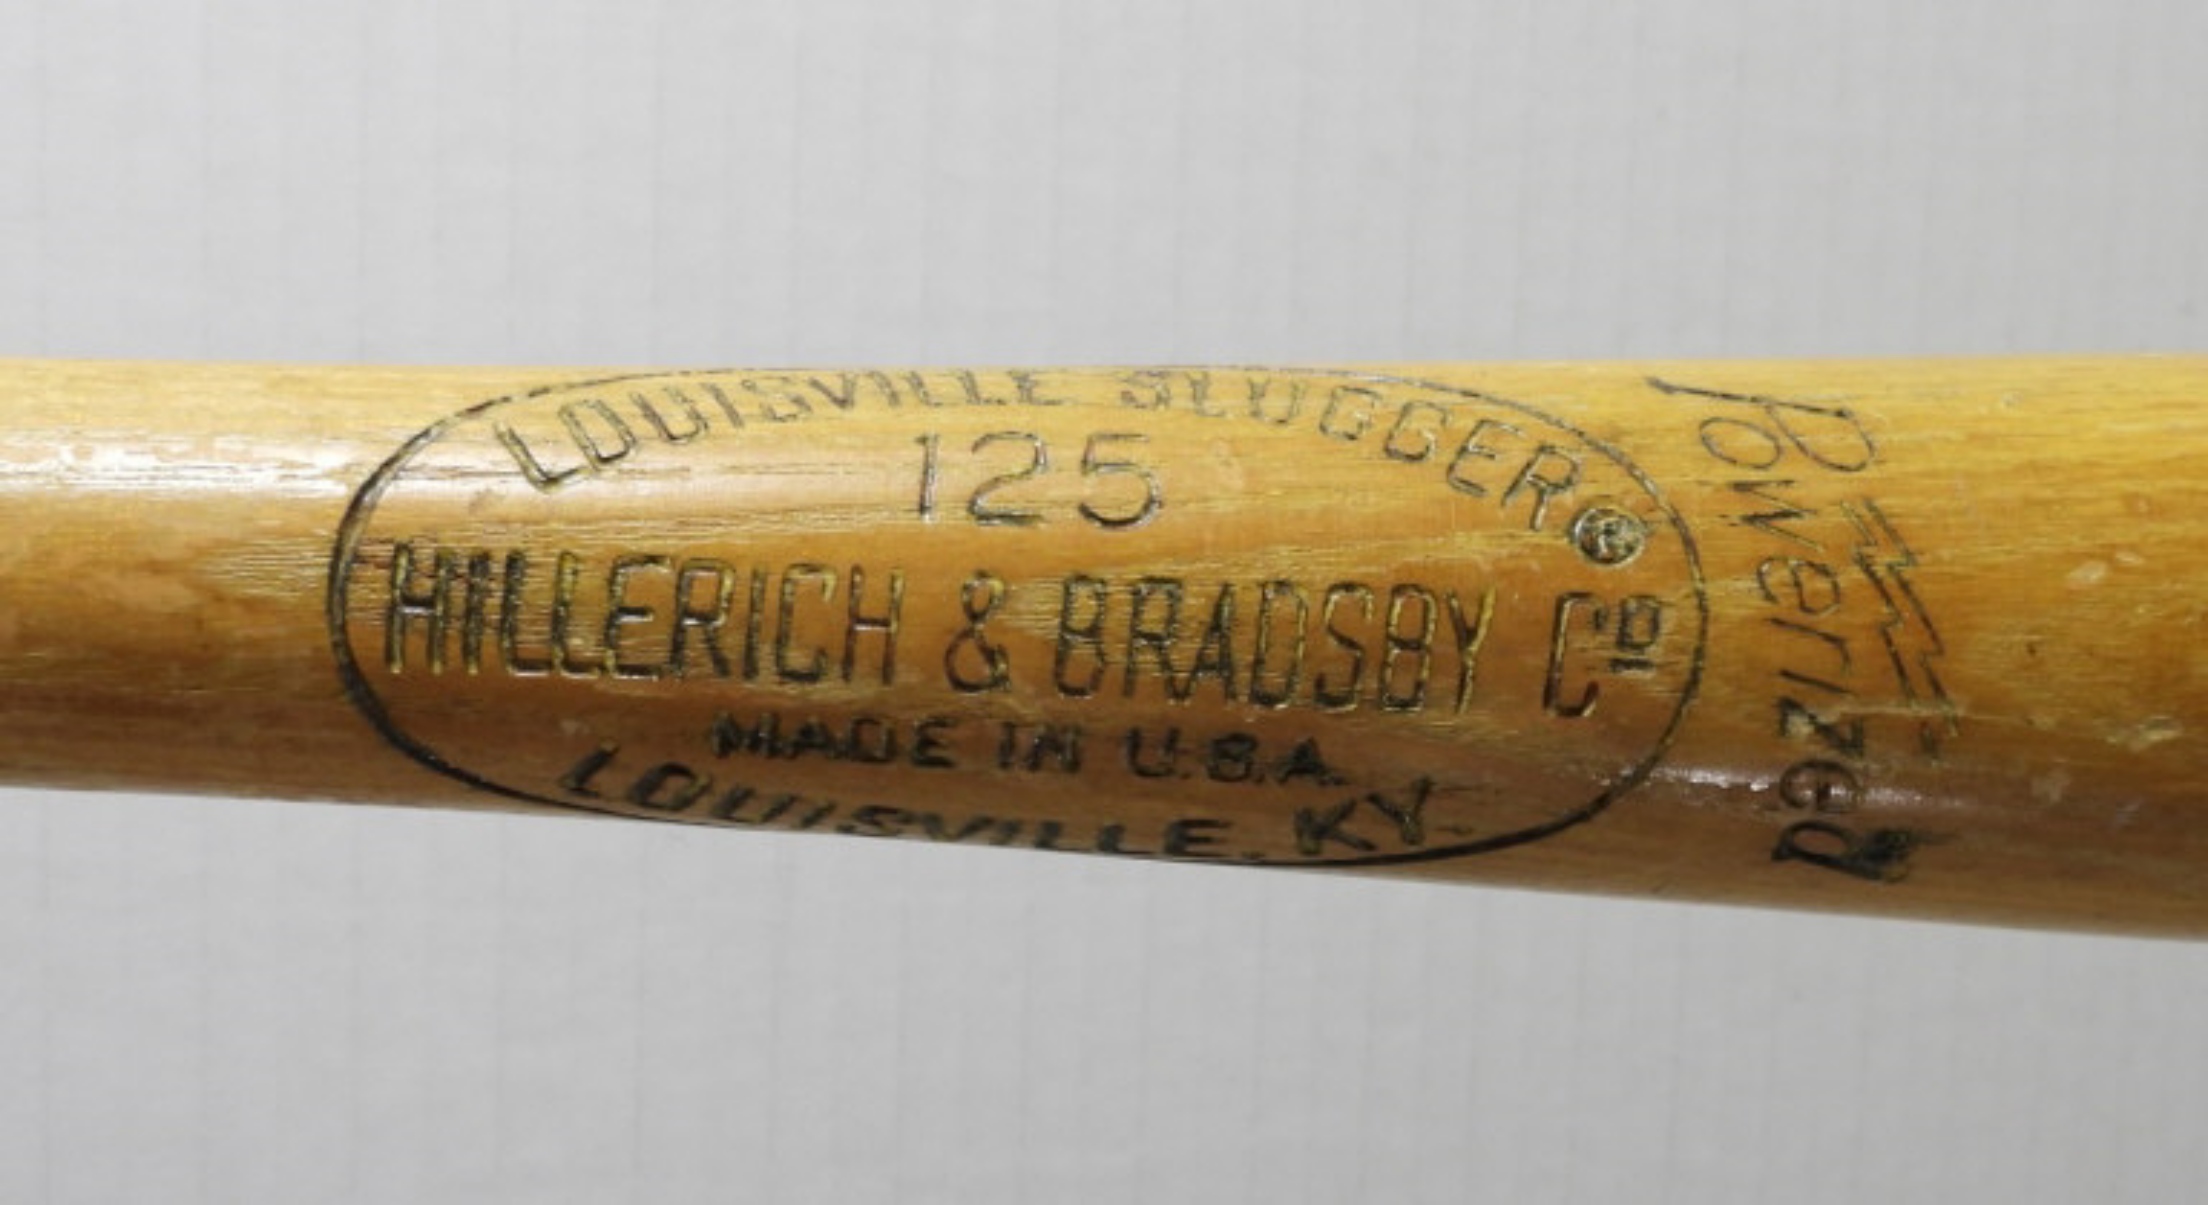 LOUISVILLE SLUGGER®
125
HILLERICH & BRADSBY Cº
MADE IN U.S.A.
LOUISVILLE, KY.
Powerized